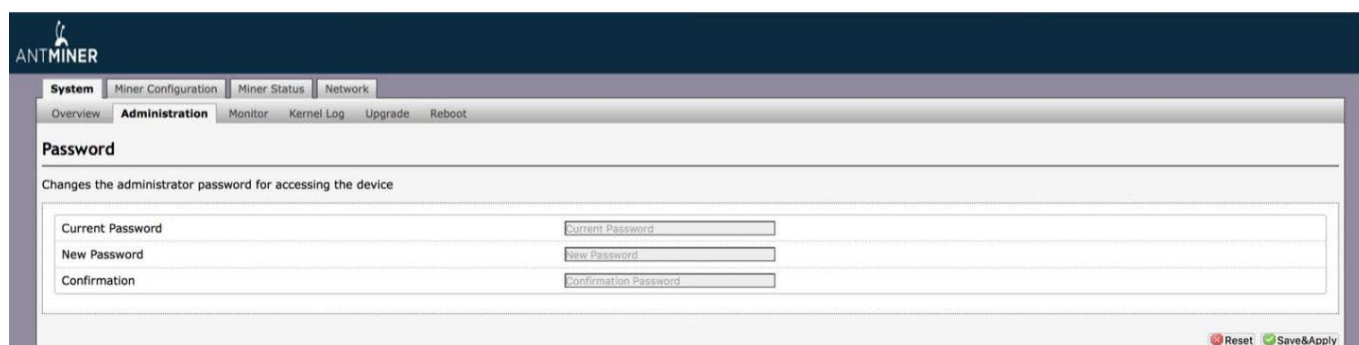 ANTMINER
System Miner Configuration Miner Status Network
Overview Administration Monitor Kernel Log Upgrade Reboot
Password
Changes the administrator password for accessing the device
Current Password Current Password
New Password New Password
Confirmation Confirmation Password
Reset Save&Apply